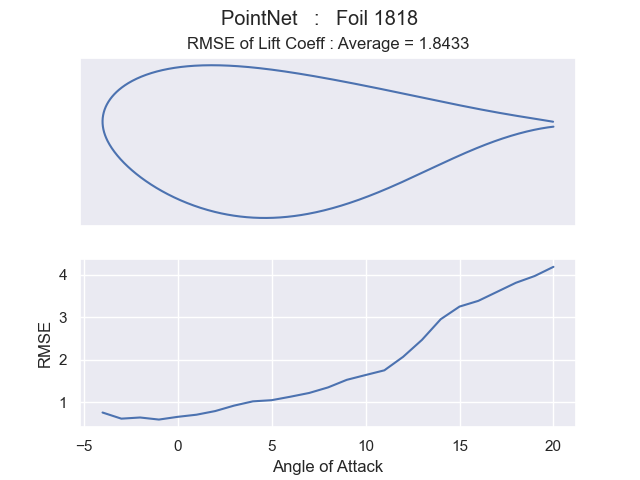 PointNet : Foil 1818
RMSE of Lift Coeff : Average = 1.8433
4
3
2
1
RMSE
−5 0 5 10 15 20
Angle of Attack